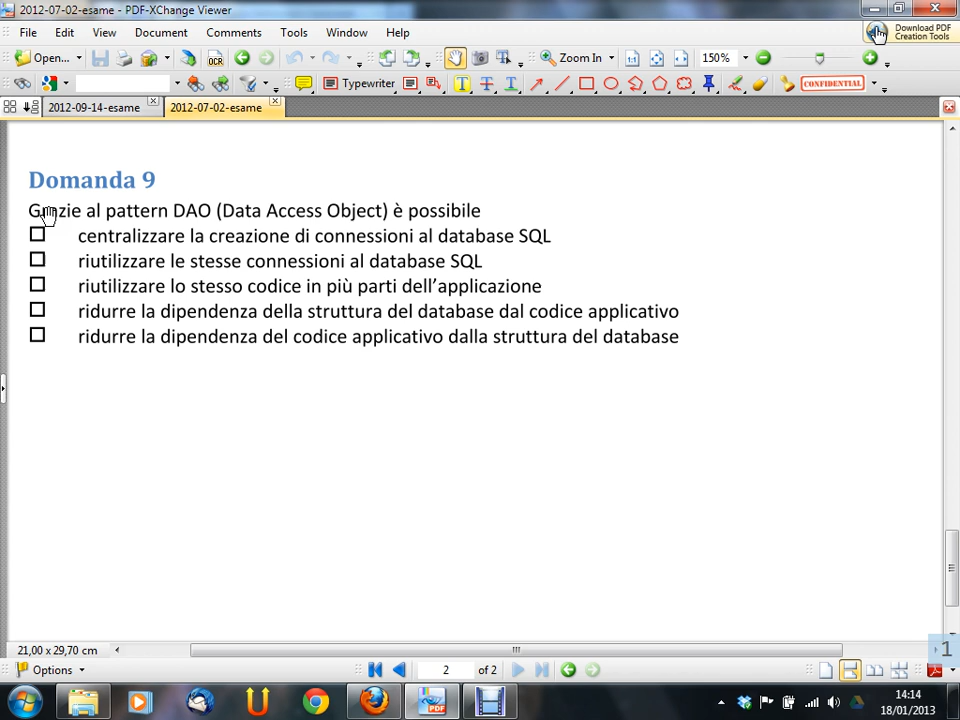 2012-07-02-esame - PDF-XChange Viewer
File Edit View Document Comments Tools Window Help
Download PDF
Creation Tools
Open... OCR Zoom In 150%
Typewriter CONFIDENTIAL
2012-09-14-esame 2012-07-02-esame
Domanda 9
Grazie al pattern DAO (Data Access Object) è possibile
centralizzare la creazione di connessioni al database SQL
riutilizzare le stesse connessioni al database SQL
riutilizzare lo stesso codice in più parti dell’applicazione
ridurre la dipendenza della struttura del database dal codice applicativo
ridurre la dipendenza del codice applicativo dalla struttura del database
21,00 x 29,70 cm
1
Options 2 of 2
PDF
14:14
18/01/2013